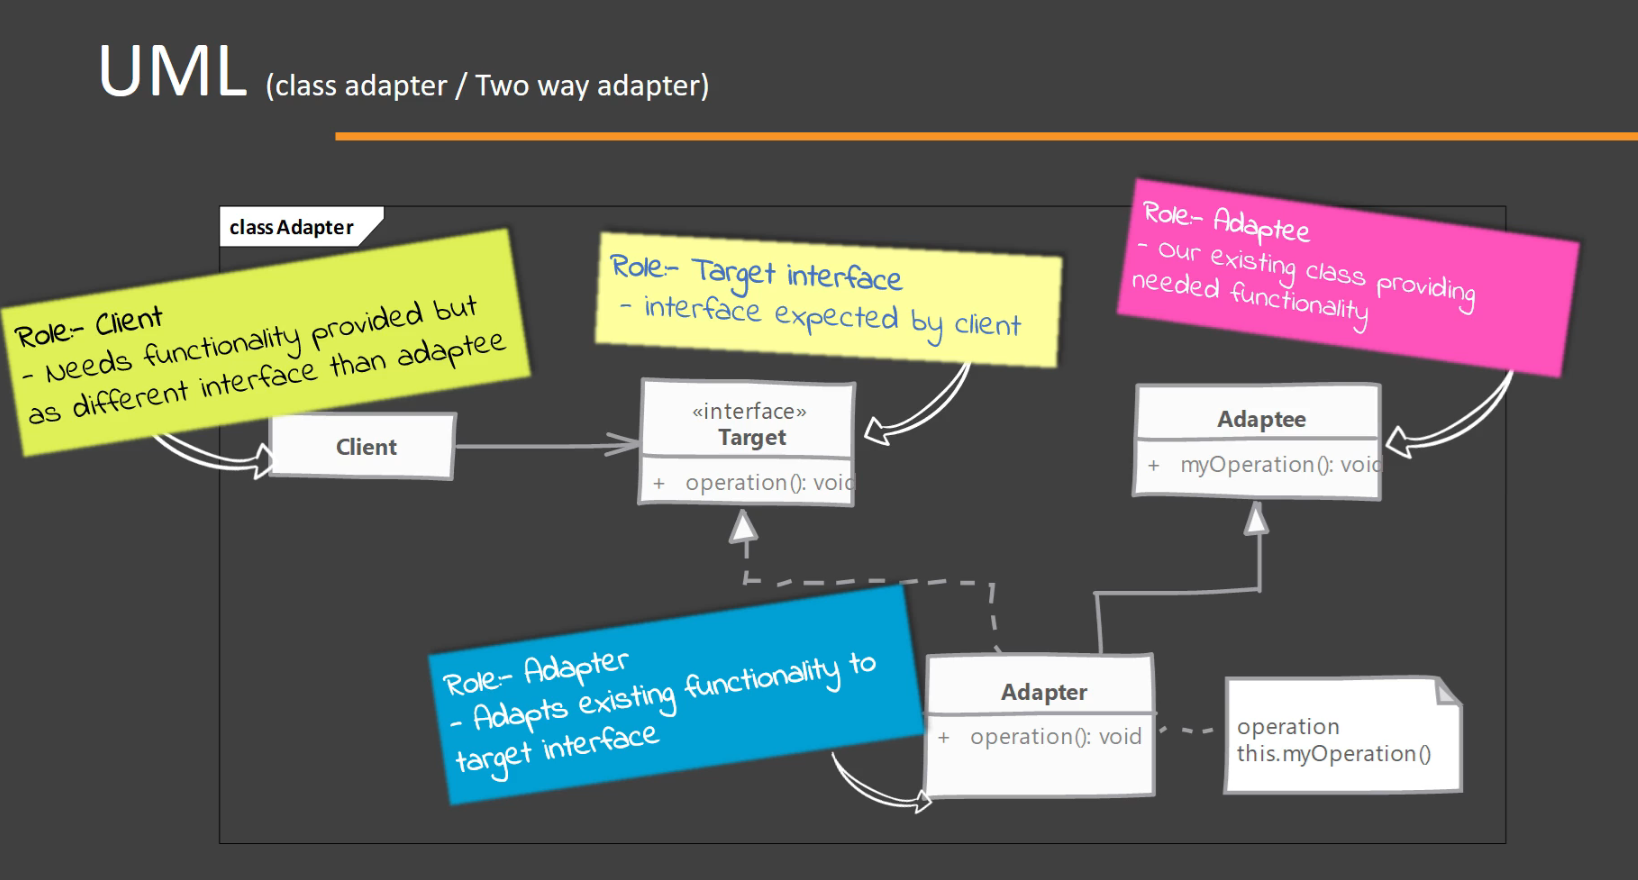 UML (class adapter / Two way adapter)
class Adapter
Role:- Client
- Needs functionality provided but
as different interface than adaptee
Role:- Target interface
- interface expected by client
Role:- Adaptee
- Our existing class providing
needed functionality
Client
«interface»
Target
+ operation(): void
Adaptee
+ myOperation(): void
Role:- Adapter
- Adapts existing functionality to
target interface
Adapter
+ operation(): void
operation
this.myOperation()